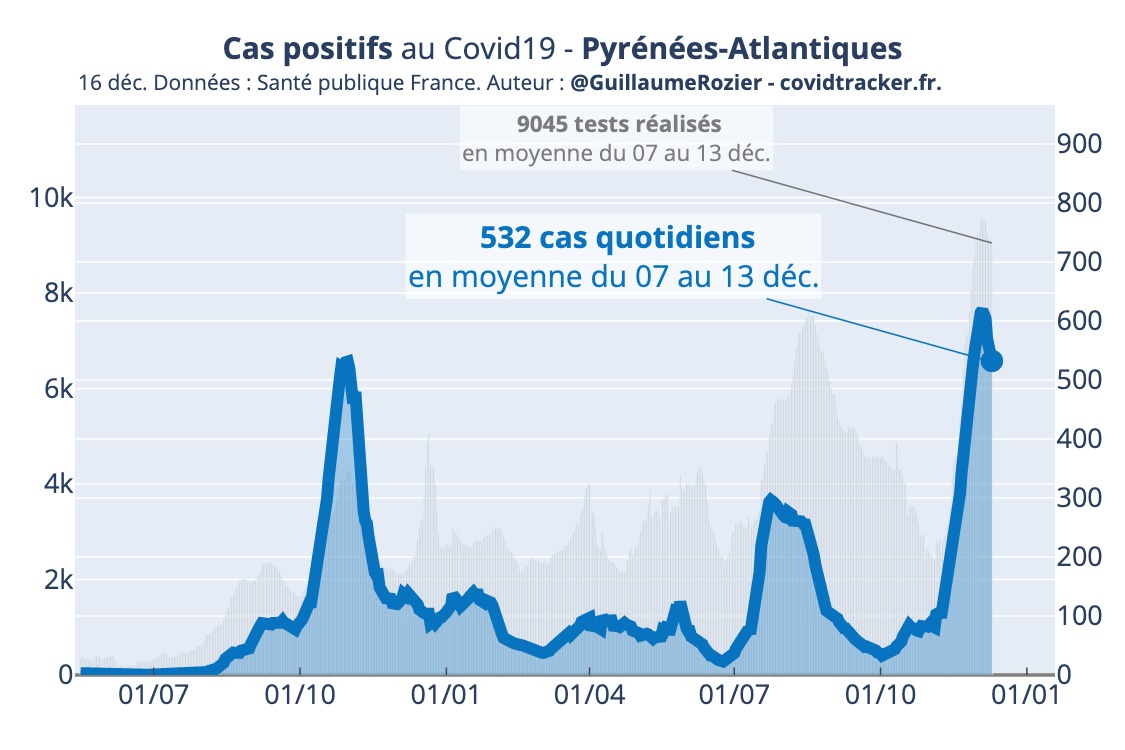 Cas positifs au Covid19 - Pyrénées-Atlantiques
16 déc. Données : Santé publique France. Auteur : @GuillaumeRozier - covidtracker.fr.
9045 tests réalisés
en moyenne du 07 au 13 déc.
532 cas quotidiens
en moyenne du 07 au 13 déc.
10k
8k
6k
4k
2k
0
900
800
700
600
500
400
300
200
100
0
01/07
01/10
01/01
01/04
01/07
01/10
01/01